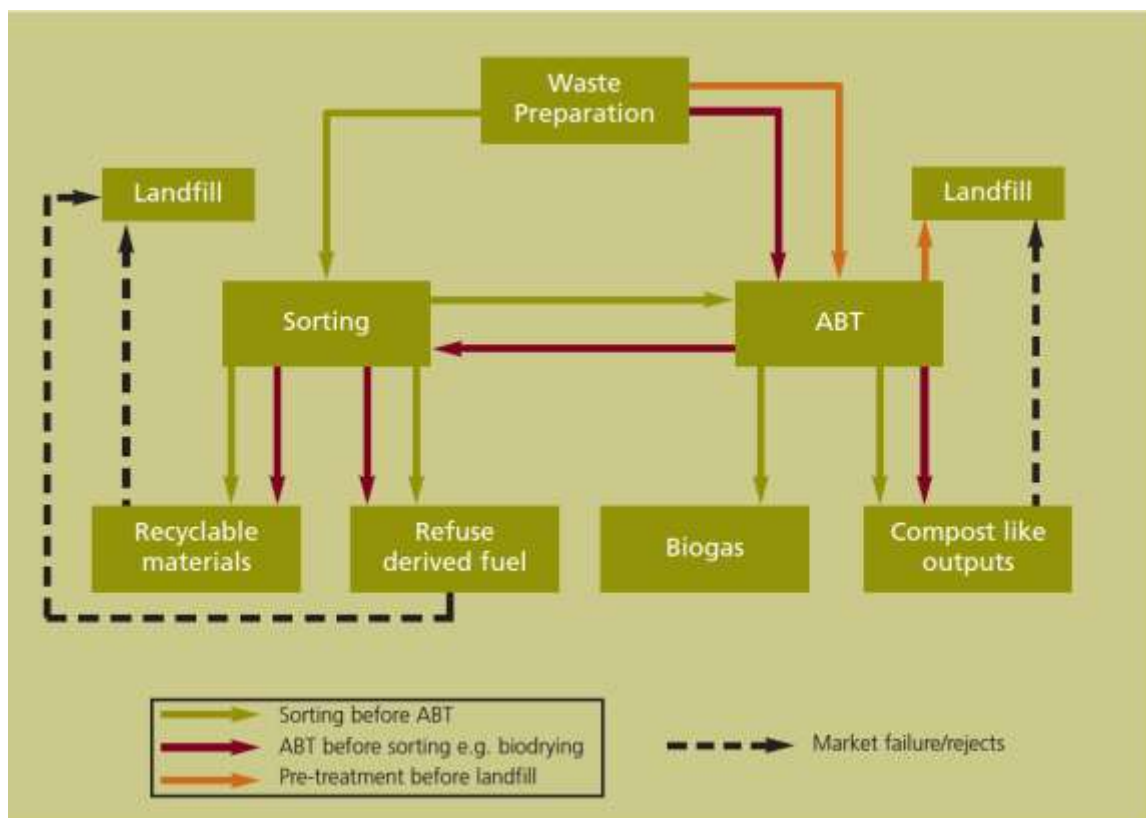 Waste
Preparation
Landfill
Landfill
Sorting
ABT
Recyclable
materials
Refuse
derived fuel
Biogas
Compost like
outputs
Sorting before ABT
ABT before sorting e.g. biodrying
Pre-treatment before landfill
Market failure/rejects